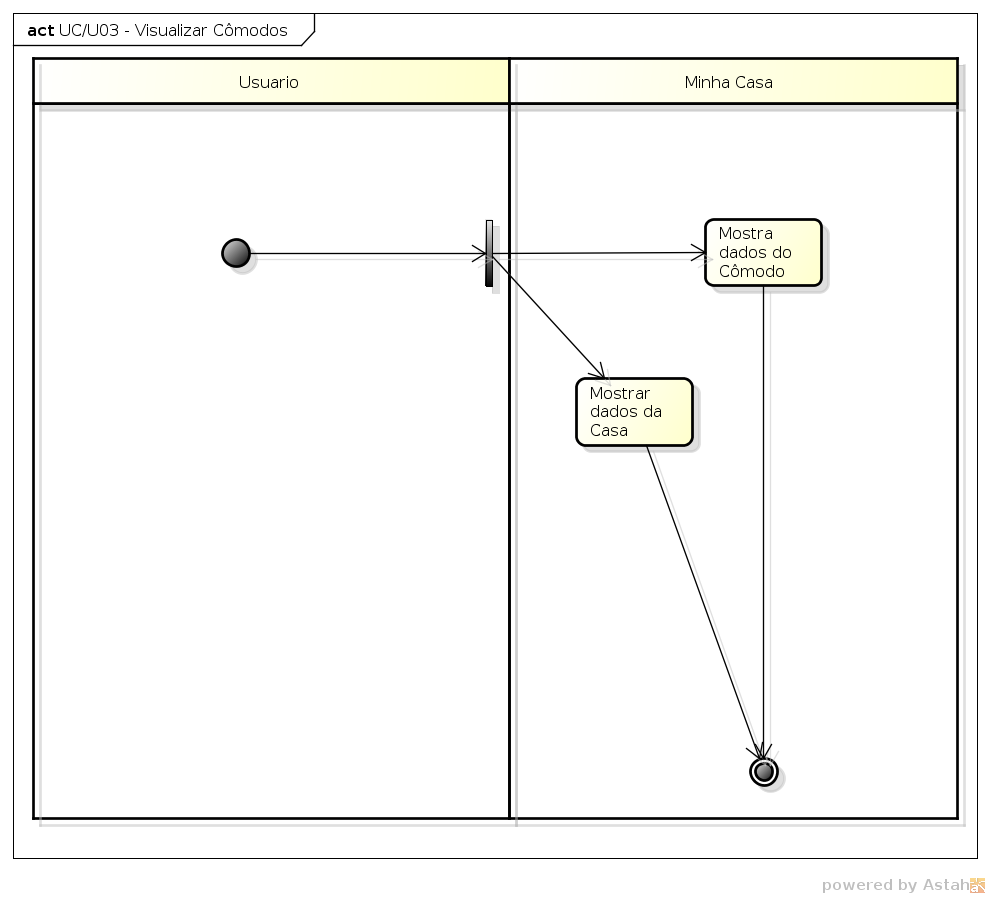 act UC/U03 - Visualizar Cômodos
Usuario
Minha Casa
Mostra
dados do
Cômodo
Mostrar
dados da
Casa
powered by Astah